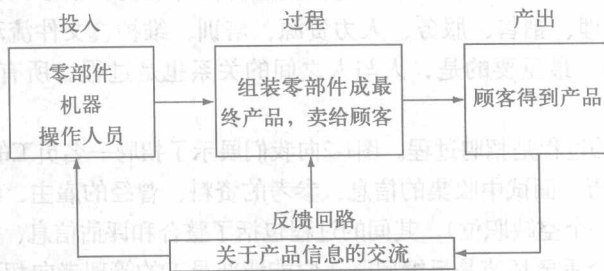 投入 过程 产出
零部件
机器
操作人员
组装零部件成最
终产品，卖给顾客
顾客得到产品
反馈回路
关于产品信息的交流